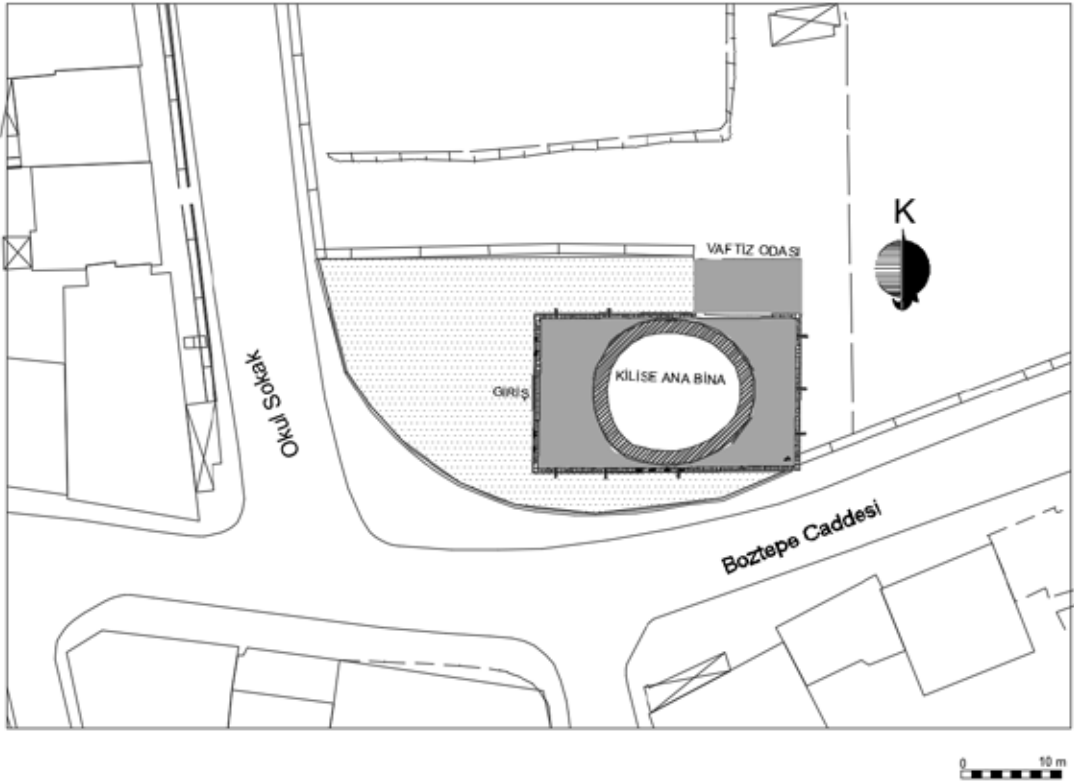 K
VAFTİZ ODASI
KİLİSE ANA BİNA
GİRİŞ
Okul Sokak
Boztepe Caddesi
0 10 m